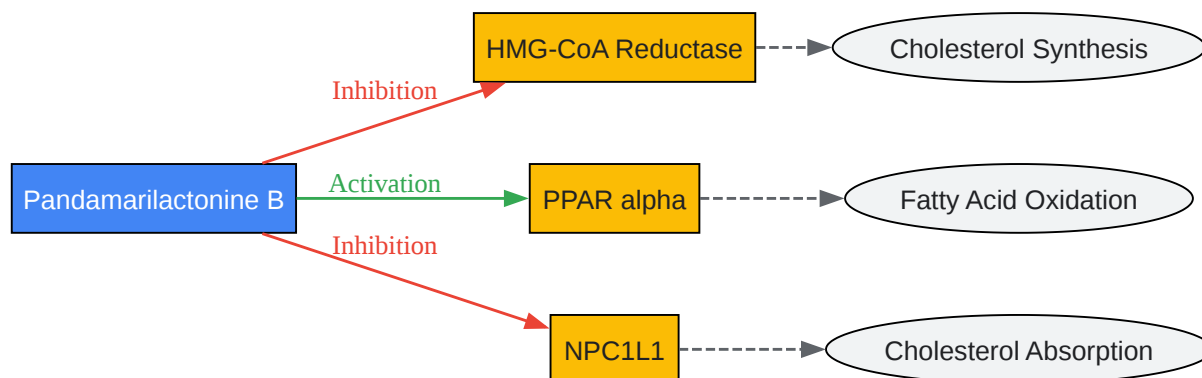 HMG-CoA Reductase
Cholesterol Synthesis
Inhibition
Pandamarilactonine B
Activation
PPAR alpha
Fatty Acid Oxidation
Inhibition
NPC1L1
Cholesterol Absorption